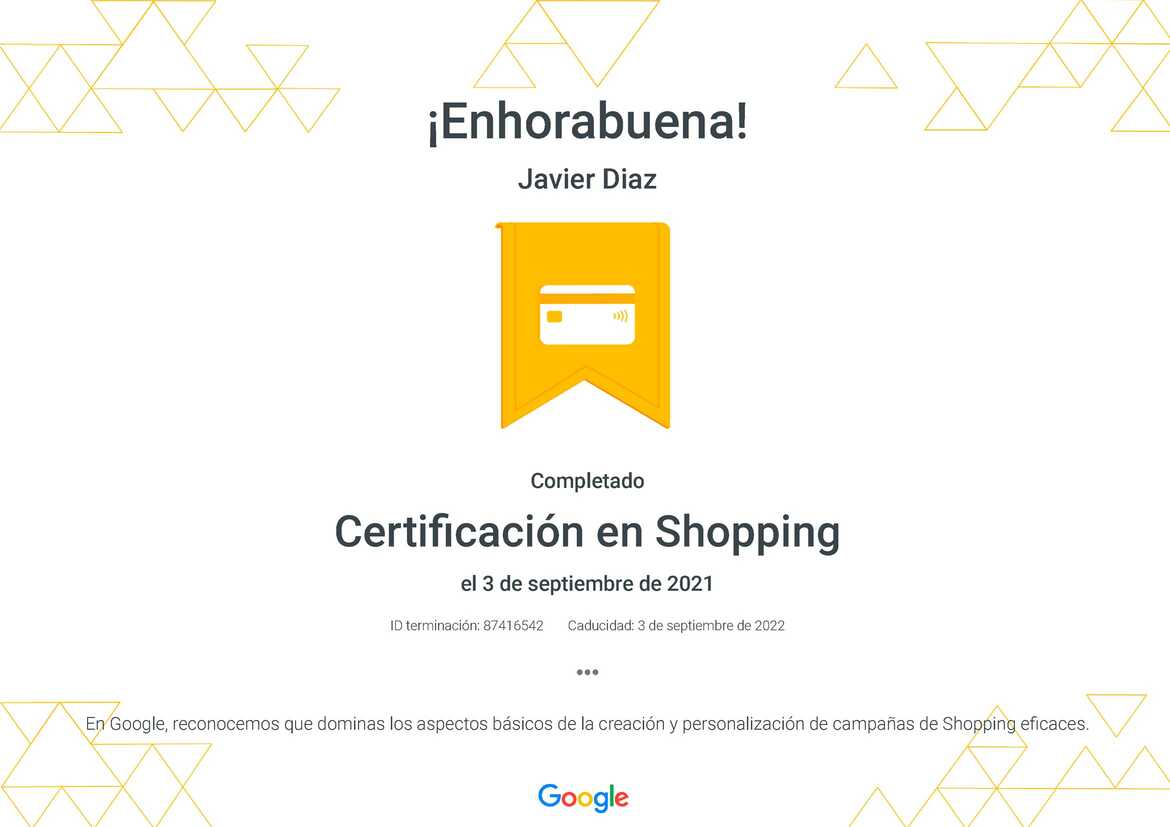 ¡Enhorabuena!
Javier Diaz
Completado
Certificación en Shopping
el 3 de septiembre de 2021
ID terminación: 87416542 Caducidad: 3 de septiembre de 2022
•••
En Google, reconocemos que dominas los aspectos básicos de la creación y personalización de campañas de Shopping eficaces.
Google